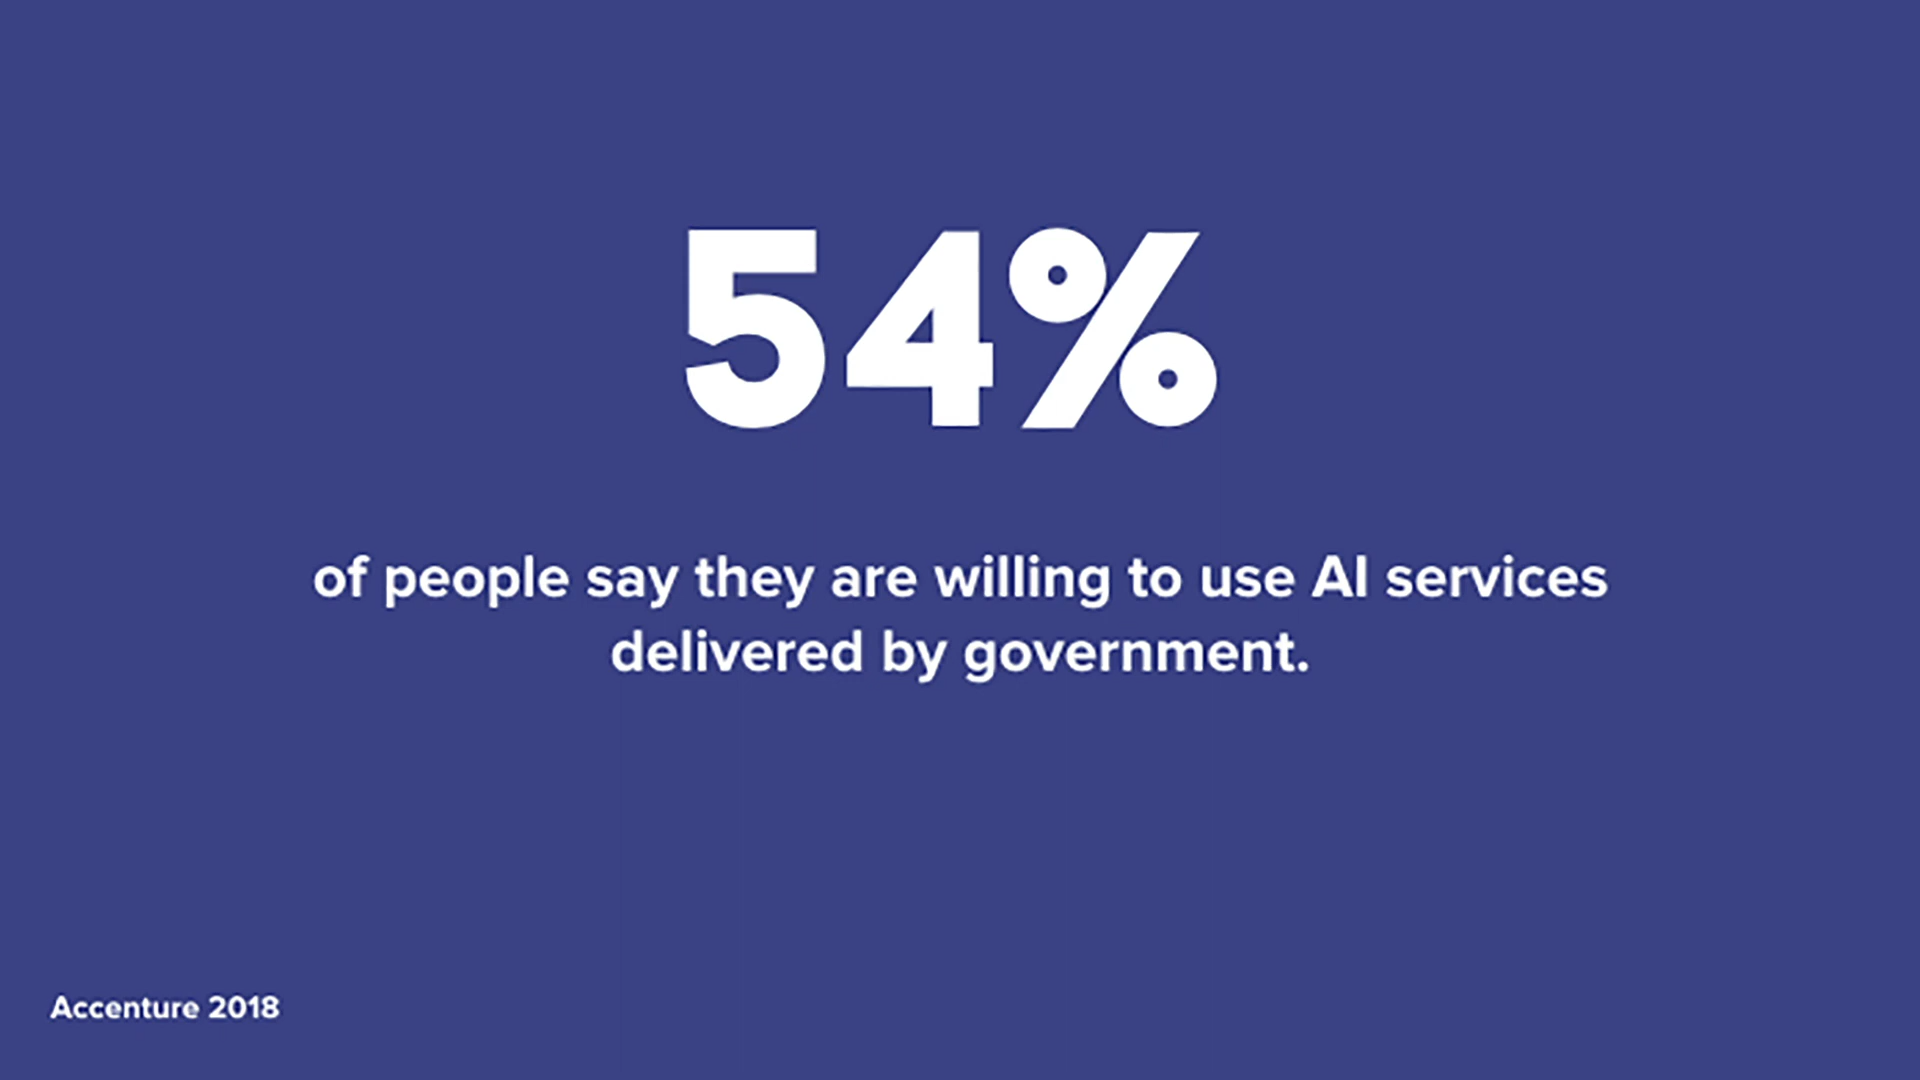 54%
of people say they are willing to use AI services
delivered by government.
Accenture 2018